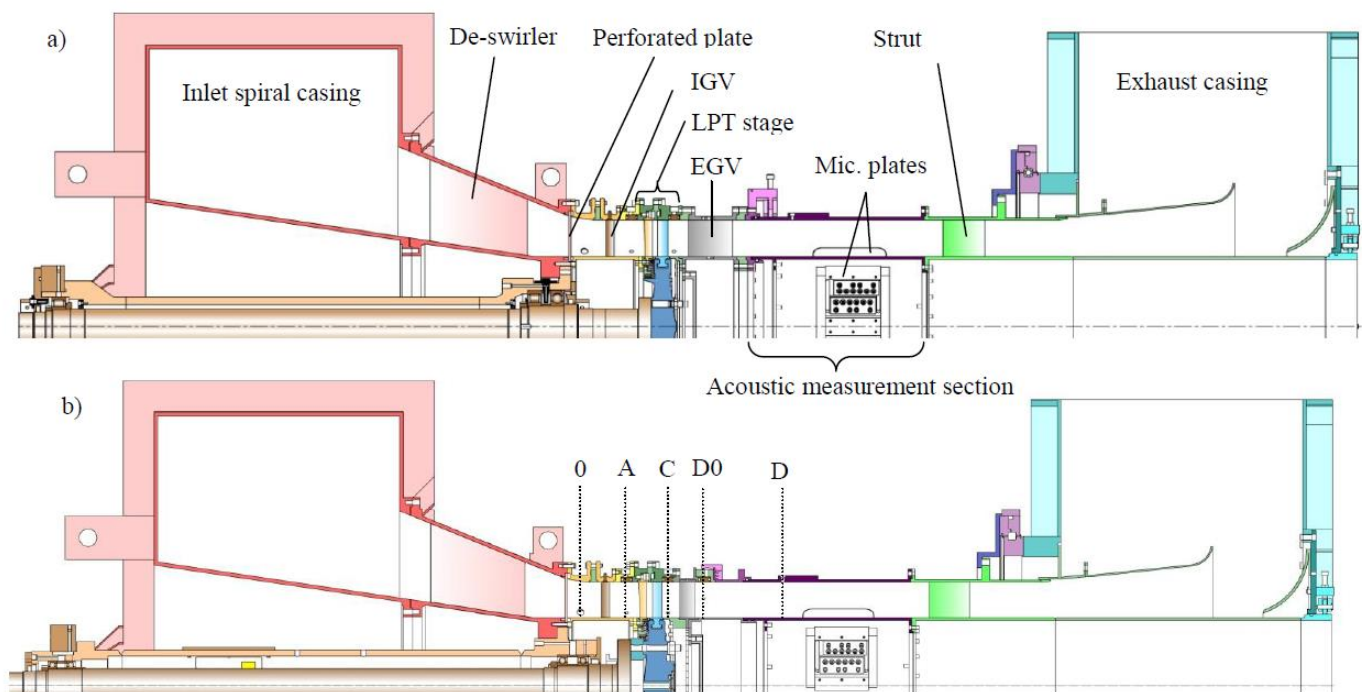 a)
De-swirler
Perforated plate
Strut
Inlet spiral casing
IGV
Exhaust casing
LPT stage
EGV
Mic. plates
Acoustic measurement section
b)
0 A C D0 D